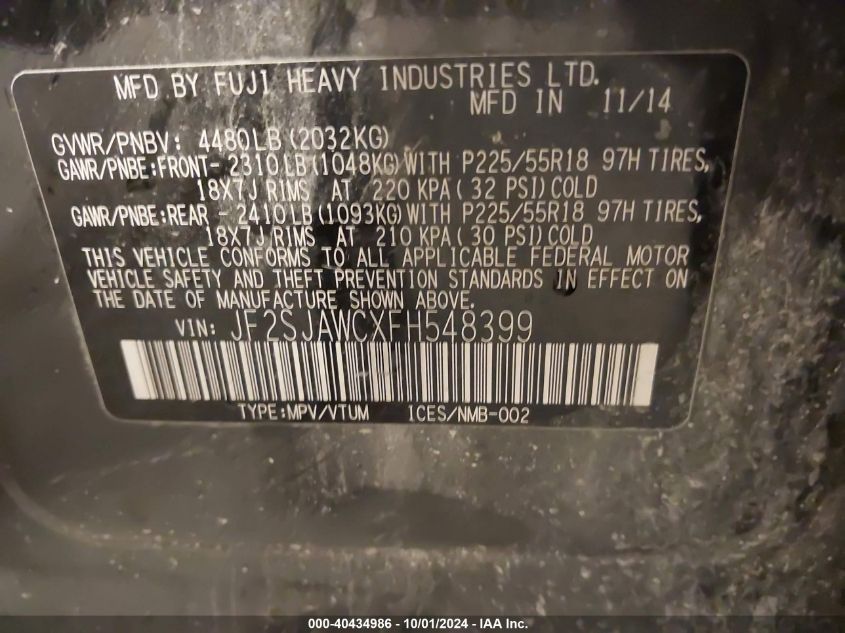 MFD BY FUJI HEAVY INDUSTRIES LTD.
MFD IN 11/14
GVWR/PNBV: 4480LB(2032KG)
GAWR/PNBE:FRONT- 2310LB(1048KG)WITH P225/55R18 97H TIRES,
18X7J RIMS AT 220 KPA(32 PSI)COLD
GAWR/PNBE:REAR - 2410LB(1093KG)WITH P225/55R18 97H TIRES,
18X7J RIMS AT 210 KPA(30 PSI)COLD
THIS VEHICLE CONFORMS TO ALL APPLICABLE FEDERAL MOTOR
VEHICLE SAFETY AND THEFT PREVENTION STANDARDS IN EFFECT ON
THE DATE OF MANUFACTURE SHOWN ABOVE.
VIN: JF2SJAWCXFH548399
TYPE:MPV/VTUM 1CES/NMB-002
000-40434986 - 10/01/2024 - IAA Inc.